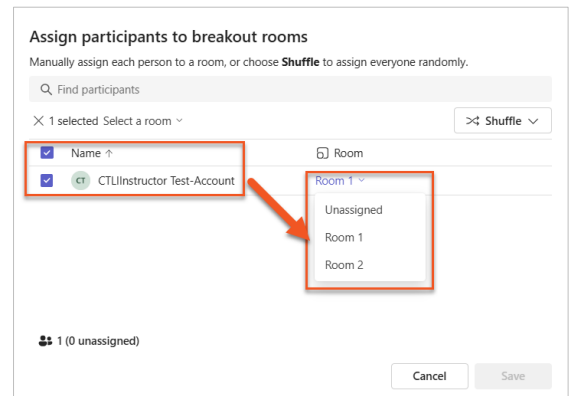 Assign participants to breakout rooms
Manually assign each person to a room, or choose Shuffle to assign everyone randomly.
Find participants
1 selected Select a room
Shuffle
Name ↑ Room
CT CTLIInstructor Test-Account Room 1
Unassigned
Room 1
Room 2
1 (0 unassigned)
Cancel Save